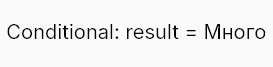 Conditional: result = Много